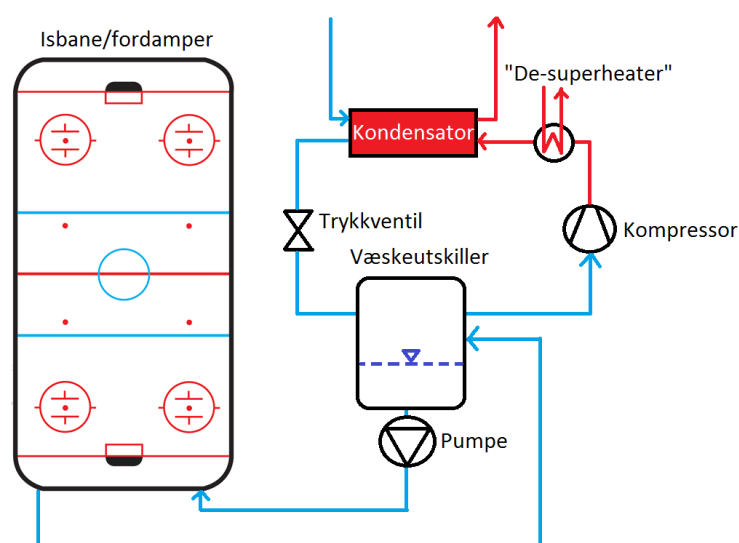 Isbane/fordamper
"De-superheater"
Kondensator
Trykkventil
Kompressor
Væskeutskiller
Pumpe